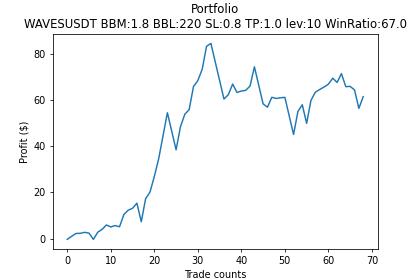 Portfolio
WAVESUSDT BBM:1.8 BBL:220 SL:0.8 TP:1.0 lev:10 WinRatio:67.0
Profit ($)
80
60
40
20
0
0 10 20 30 40 50 60 70
Trade counts